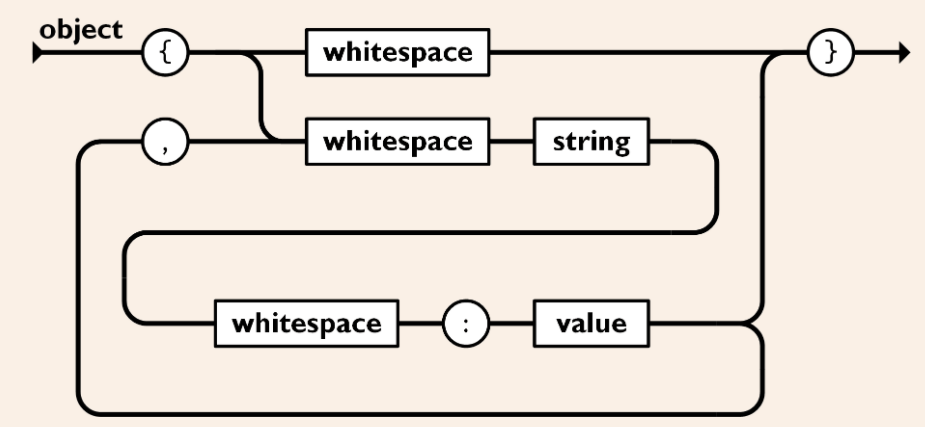 object
{ whitespace }
, whitespace string
whitespace : value